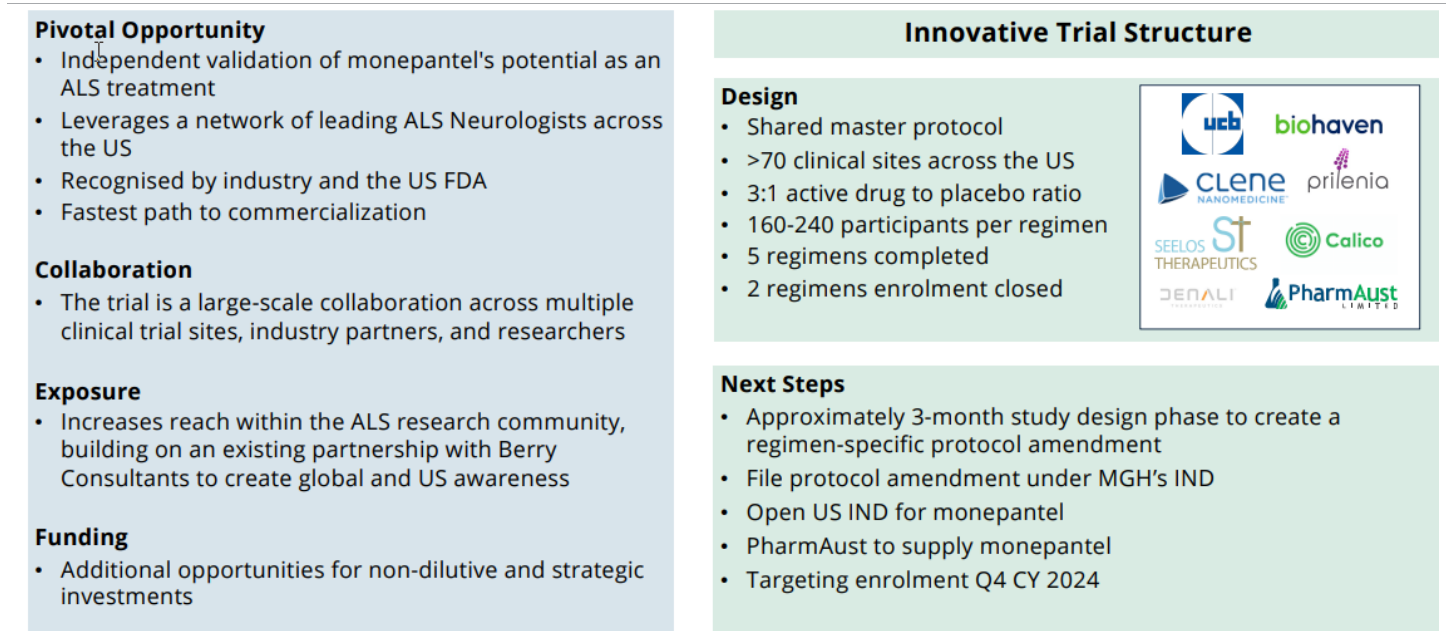 Pivotal Opportunity
• Independent validation of monepantel's potential as an
ALS treatment
• Leverages a network of leading ALS Neurologists across
the US
• Recognised by industry and the US FDA
• Fastest path to commercialization
Collaboration
• The trial is a large-scale collaboration across multiple
clinical trial sites, industry partners, and researchers
Exposure
• Increases reach within the ALS research community,
building on an existing partnership with Berry
Consultants to create global and US awareness
Funding
• Additional opportunities for non-dilutive and strategic
investments
Innovative Trial Structure
Design
• Shared master protocol
• >70 clinical sites across the US
• 3:1 active drug to placebo ratio
• 160-240 participants per regimen
• 5 regimens completed
• 2 regimens enrolment closed
ucb
biohaven
CLENE
NANOMEDICINE
prilenia
SEELOS ST
THERAPEUTICS
Calico
DENALI
THERAPEUTICS
PharmAust
LIMITED
Next Steps
• Approximately 3-month study design phase to create a
regimen-specific protocol amendment
• File protocol amendment under MGH’s IND
• Open US IND for monepantel
• PharmAust to supply monepantel
• Targeting enrolment Q4 CY 2024